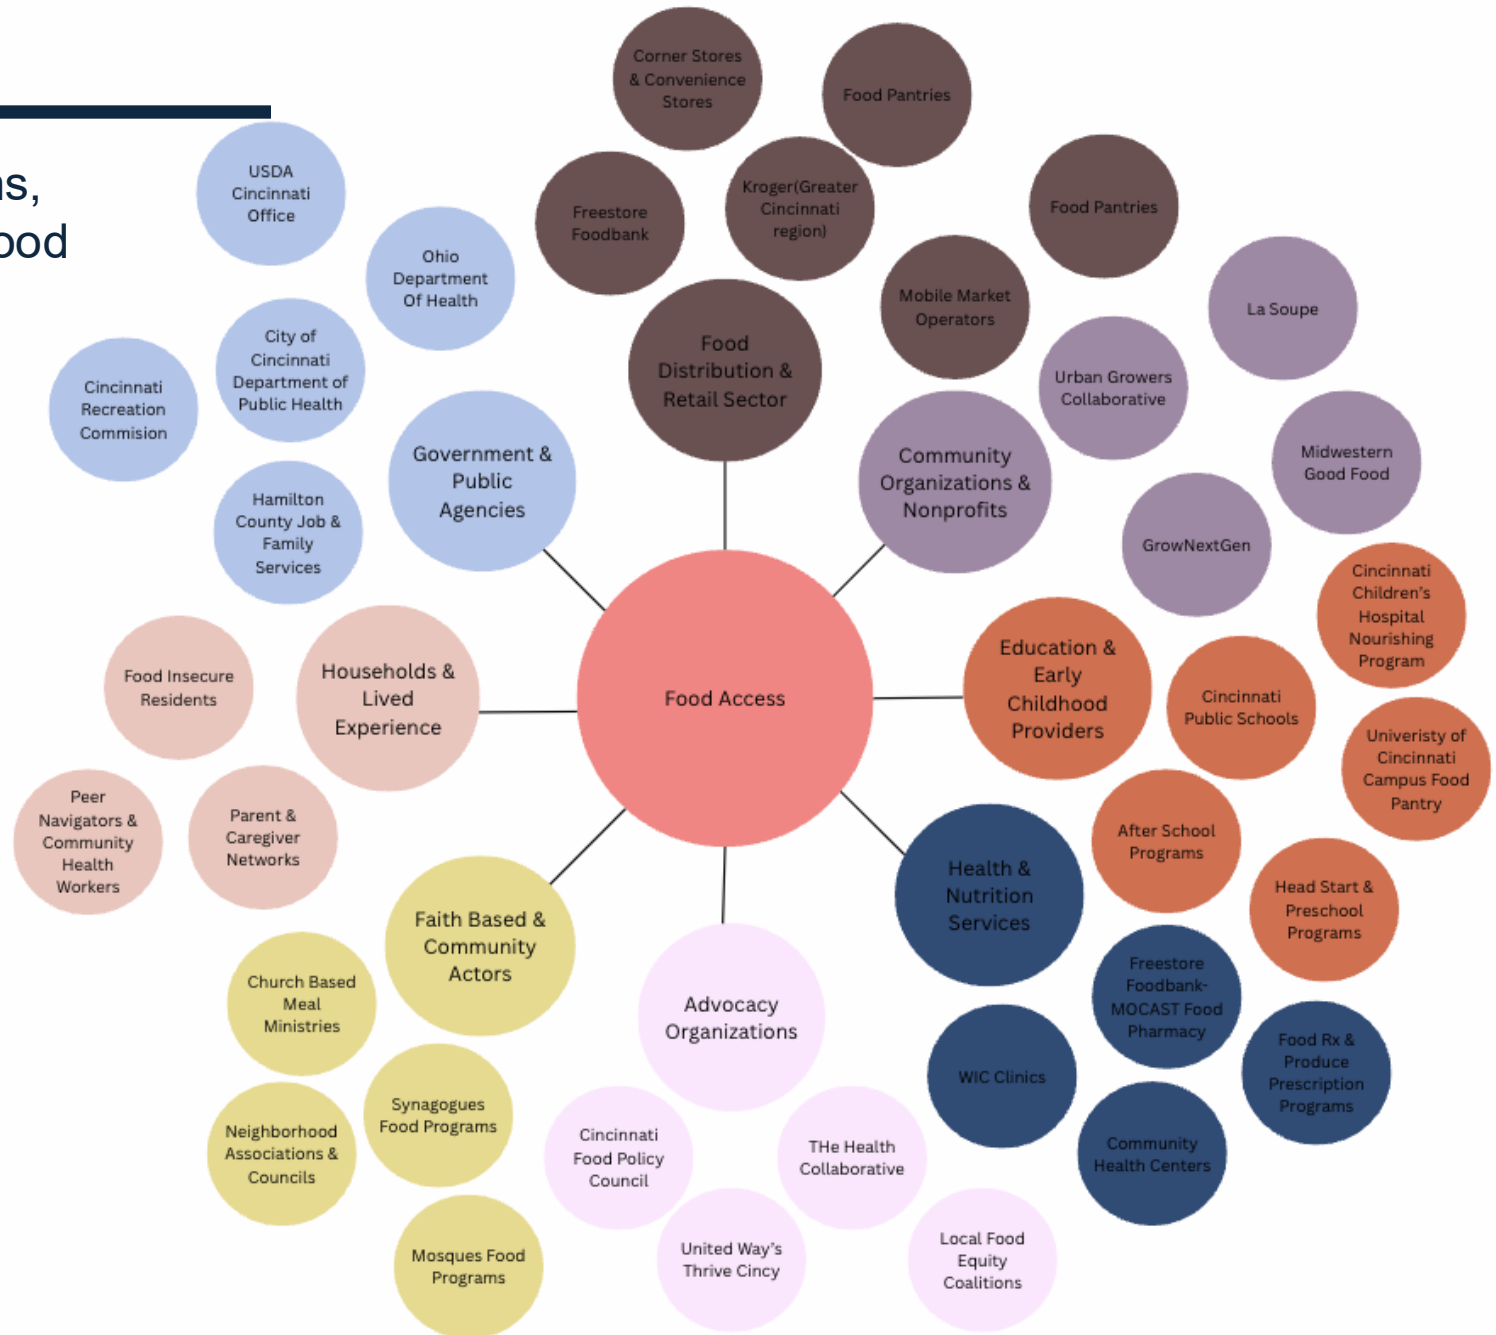 ns,
ood
Corner Stores
& Convenience
Stores
Food Pantries
Freestore
Foodbank
Kroger(Greater
Cincinnati
region)
Food Pantries
Mobile Market
Operators
Food
Distribution &
Retail Sector
USDA
Cincinnati
Office
Ohio
Department
Of Health
City of
Cincinnati
Department of
Public Health
Cincinnati
Recreation
Commision
Hamilton
County Job &
Family
Services
Government &
Public
Agencies
La Soupe
Urban Growers
Collaborative
Midwestern
Good Food
GrowNextGen
Community
Organizations &
Nonprofits
Food Access
Households &
Lived
Experience
Food Insecure
Residents
Peer
Navigators &
Community
Health
Workers
Parent &
Caregiver
Networks
Education &
Early
Childhood
Providers
Cincinnati
Children's
Hospital
Nourishing
Program
Cincinnati
Public Schools
Univeristy of
Cincinnati
Campus Food
Pantry
After School
Programs
Head Start &
Preschool
Programs
Health &
Nutrition
Services
Freestore
Foodbank-
MOCAST Food
Pharmacy
Food Rx &
Produce
Prescription
Programs
WIC Clinics
Community
Health Centers
Faith Based &
Community
Actors
Church Based
Meal
Ministries
Synagogues
Food Programs
Neighborhood
Associations &
Councils
Mosques Food
Programs
Advocacy
Organizations
Cincinnati
Food Policy
Council
THe Health
Collaborative
United Way's
Thrive Cincy
Local Food
Equity
Coalitions